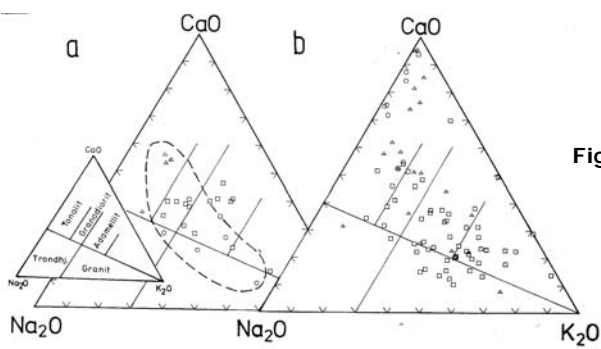 a
CaO
b
CaO
Fig
CaO
Tonalit
Granodiorit
Adamellit
Trondhj.
Granit
Na₂O
K₂O
Na₂O
Na₂O
K₂O